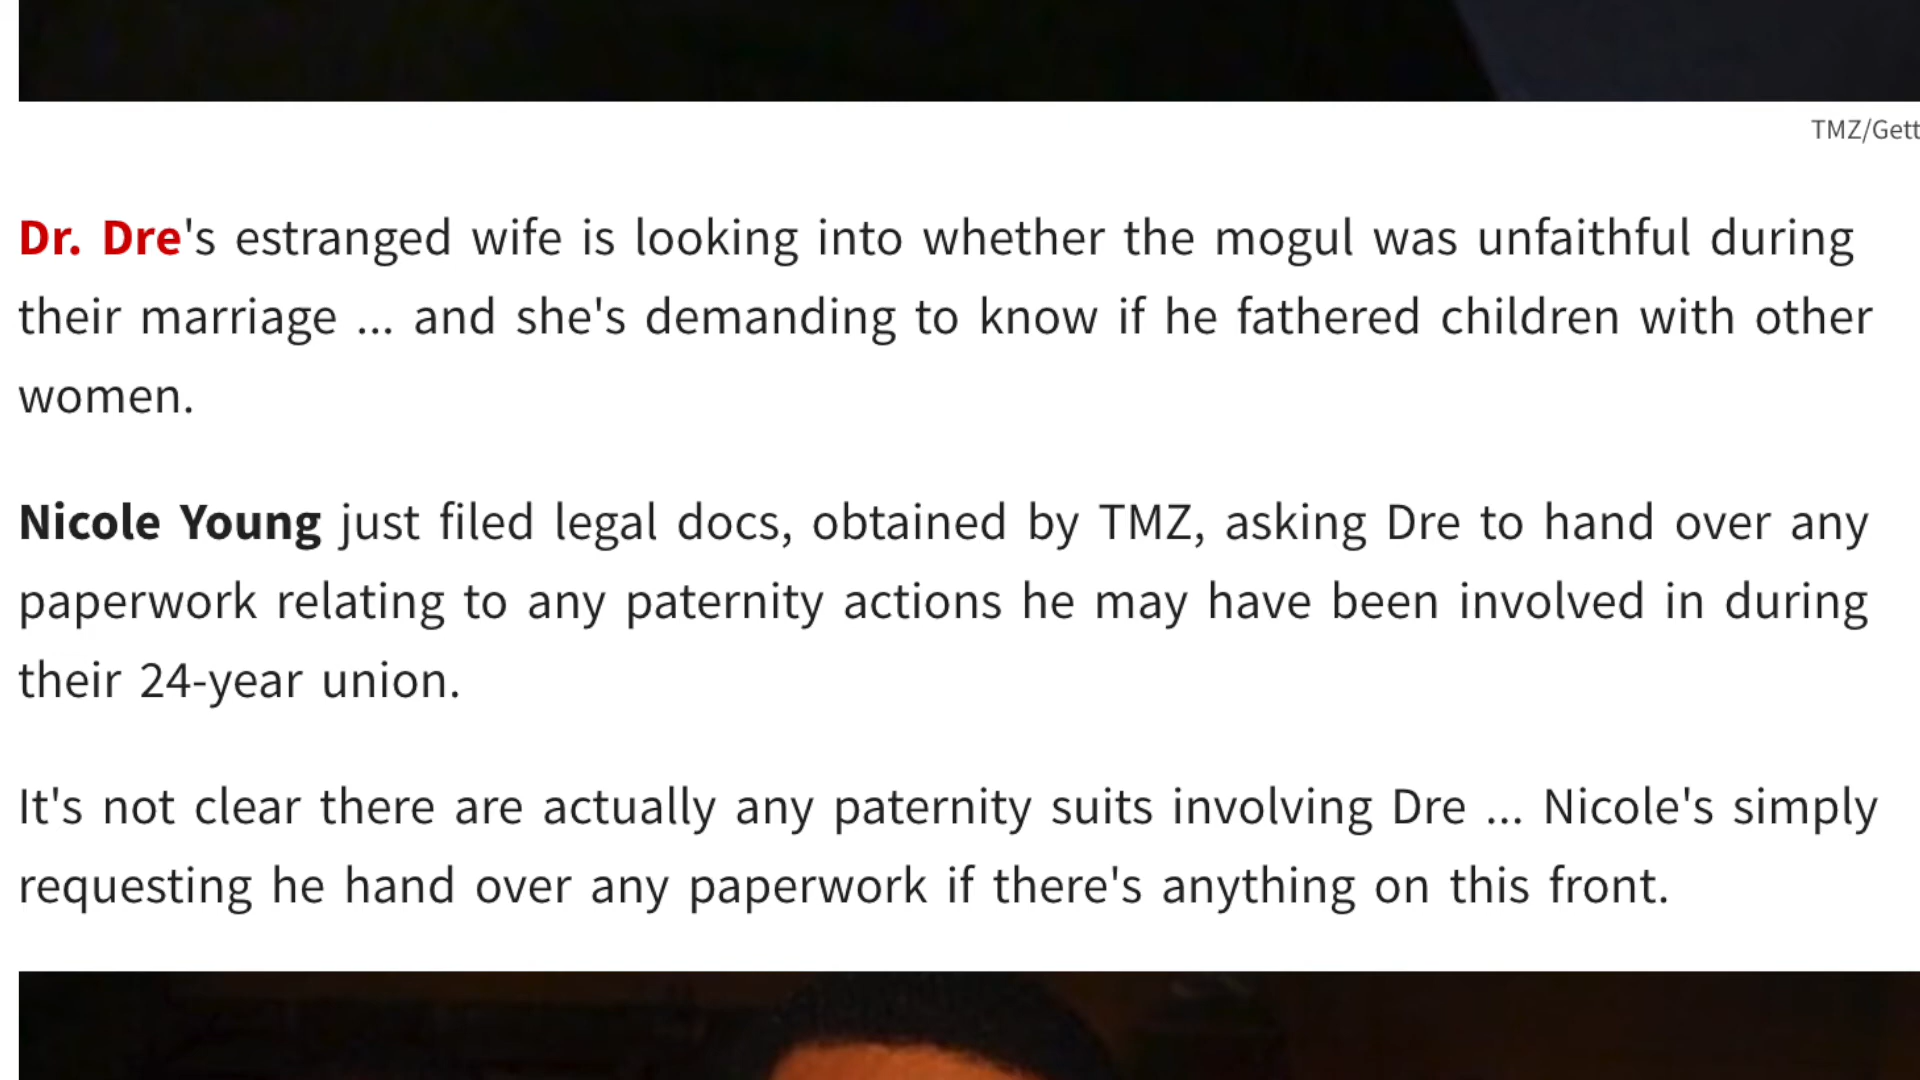 TMZ/Gett
Dr. Dre's estranged wife is looking into whether the mogul was unfaithful during
their marriage ... and she's demanding to know if he fathered children with other
women.
Nicole Young just filed legal docs, obtained by TMZ, asking Dre to hand over any
paperwork relating to any paternity actions he may have been involved in during
their 24-year union.
It's not clear there are actually any paternity suits involving Dre ... Nicole's simply
requesting he hand over any paperwork if there's anything on this front.